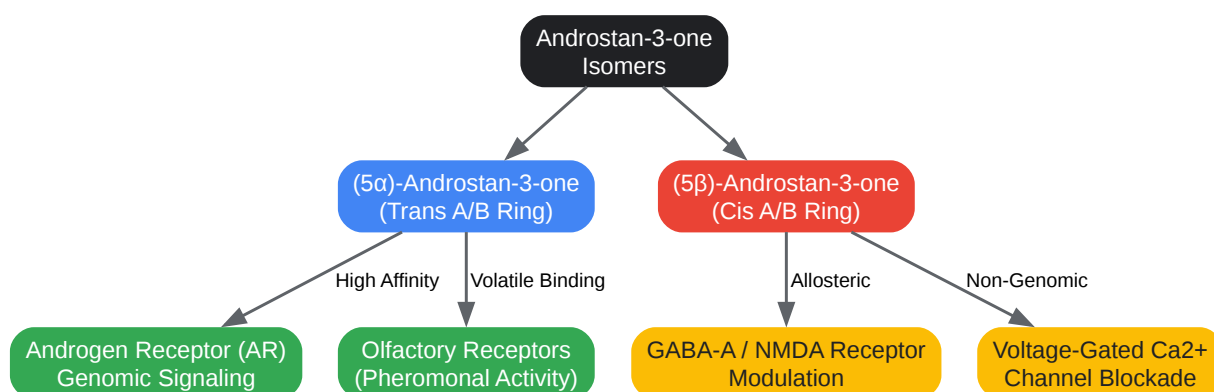 Androstan-3-one
Isomers
(5α)-Androstan-3-one
(Trans A/B Ring)
(5β)-Androstan-3-one
(Cis A/B Ring)
High Affinity
Volatile Binding
Allosteric
Non-Genomic
Androgen Receptor (AR)
Genomic Signaling
Olfactory Receptors
(Pheromonal Activity)
GABA-A / NMDA Receptor
Modulation
Voltage-Gated Ca2+
Channel Blockade